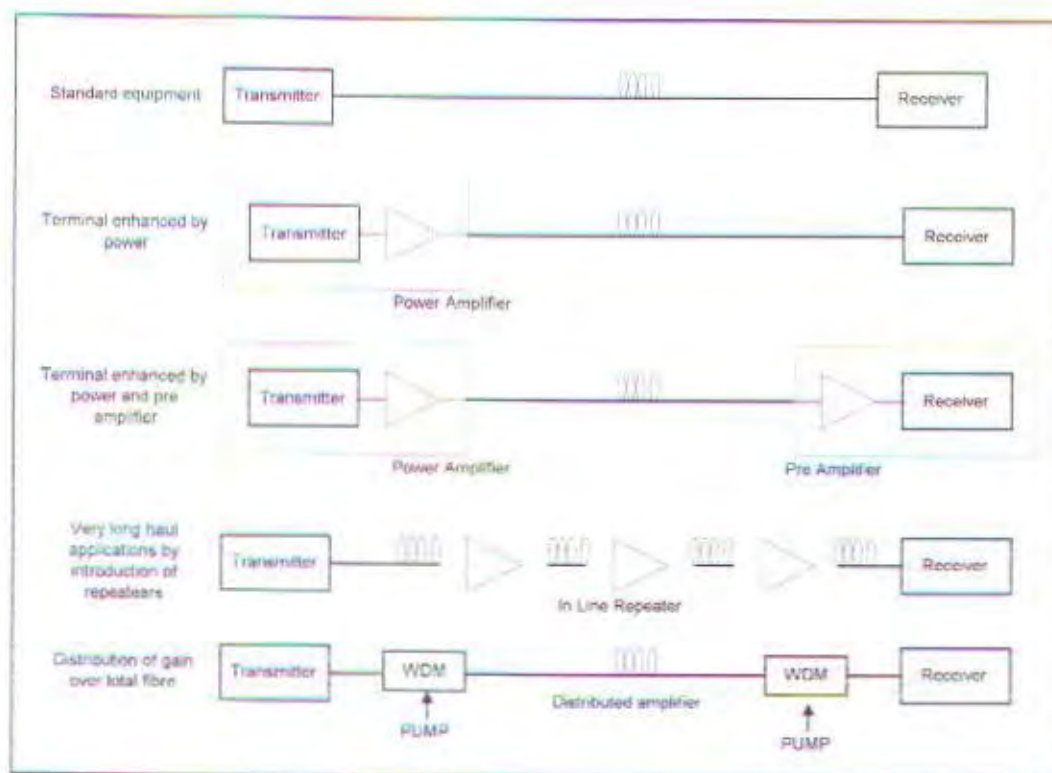 Standard equipment
Transmitter
Receiver
Terminal enhanced by
power
Transmitter
Receiver
Power Amplifier
Terminal enhanced by
power and pre
amplifier
Transmitter
Receiver
Power Amplifier
Pre Amplifier
Very long haul
applications by
introduction of
repeatears
Transmitter
Receiver
In Line Repeater
Distribution of gain
over total fibre
Transmitter
WDM
WDM
Receiver
Distributed amplifier
PUMP
PUMP